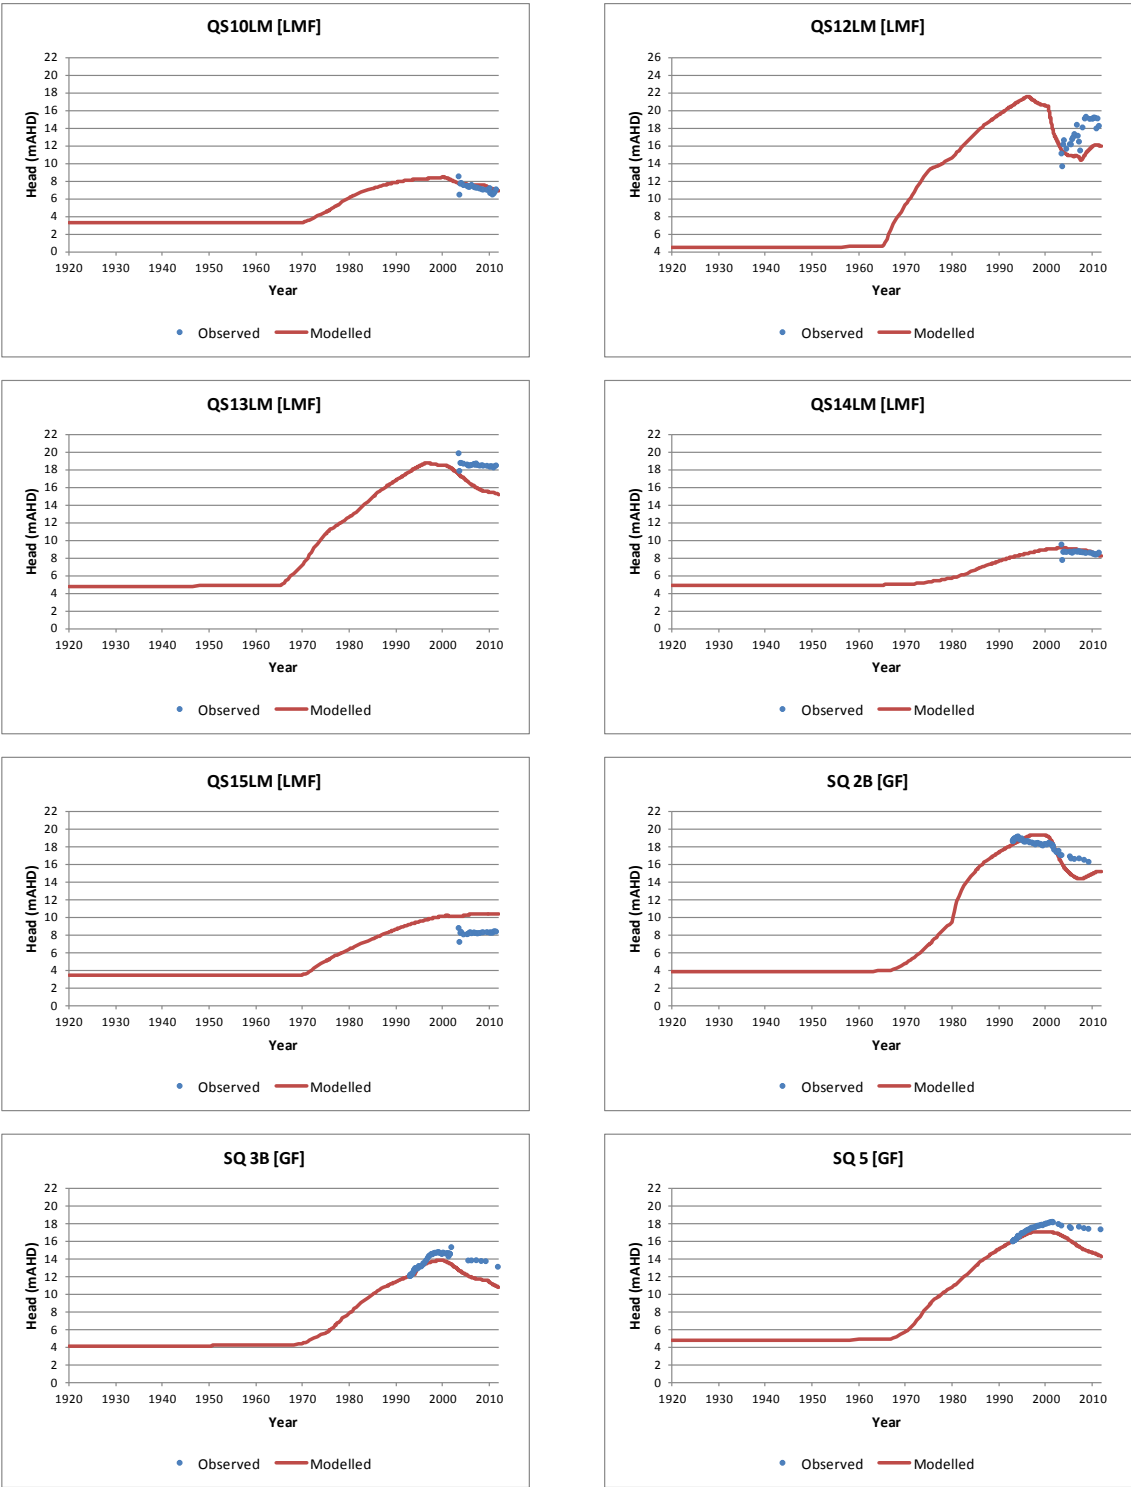 QS10LM [LMF]
22
20
18
16
14
12
10
8
6
4
2
0
Head (mAHD)
1920 1930 1940 1950 1960 1970 1980 1990 2000 2010
Year
Observed Modelled
QS12LM [LMF]
26
24
22
20
18
16
14
12
10
8
6
4
Head (mAHD)
1920 1930 1940 1950 1960 1970 1980 1990 2000 2010
Year
Observed Modelled
QS13LM [LMF]
22
20
18
16
14
12
10
8
6
4
2
0
Head (mAHD)
1920 1930 1940 1950 1960 1970 1980 1990 2000 2010
Year
Observed Modelled
QS14LM [LMF]
22
20
18
16
14
12
10
8
6
4
2
0
Head (mAHD)
1920 1930 1940 1950 1960 1970 1980 1990 2000 2010
Year
Observed Modelled
QS15LM [LMF]
22
20
18
16
14
12
10
8
6
4
2
0
Head (mAHD)
1920 1930 1940 1950 1960 1970 1980 1990 2000 2010
Year
Observed Modelled
SQ 2B [GF]
22
20
18
16
14
12
10
8
6
4
2
0
Head (mAHD)
1920 1930 1940 1950 1960 1970 1980 1990 2000 2010
Year
Observed Modelled
SQ 3B [GF]
22
20
18
16
14
12
10
8
6
4
2
0
Head (mAHD)
1920 1930 1940 1950 1960 1970 1980 1990 2000 2010
Year
Observed Modelled
SQ 5 [GF]
22
20
18
16
14
12
10
8
6
4
2
0
Head (mAHD)
1920 1930 1940 1950 1960 1970 1980 1990 2000 2010
Year
Observed Modelled